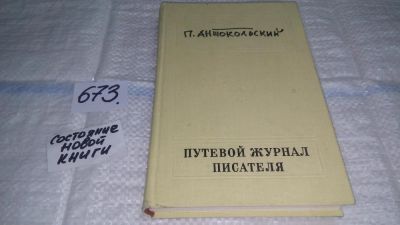 673.
состояние
новой
книги
П. Антокольский
ПУТЕВОЙ ЖУРНАЛ
ПИСАТЕЛЯ